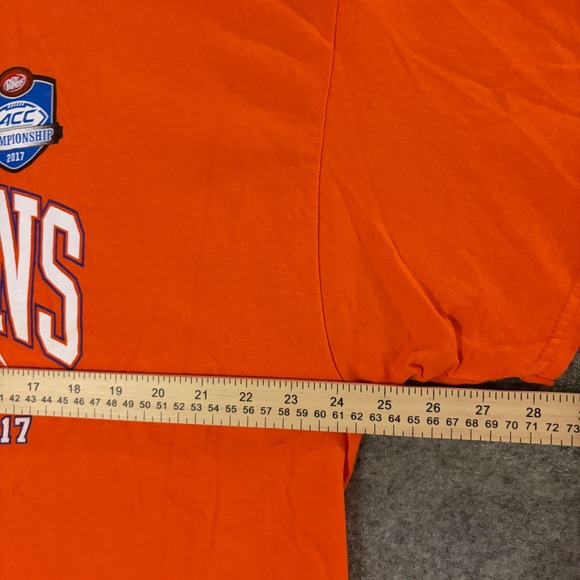 Dr Pepper
ACC
MPIONSHIP
2017
NS
17 18 19 20 21 22 23 24 25 26 27 28
42 43 44 45 46 47 48 49 50 51 52 53 54 55 56 57 58 59 60 61 62 63 64 65 66 67 68 69 70 71 72 73
17